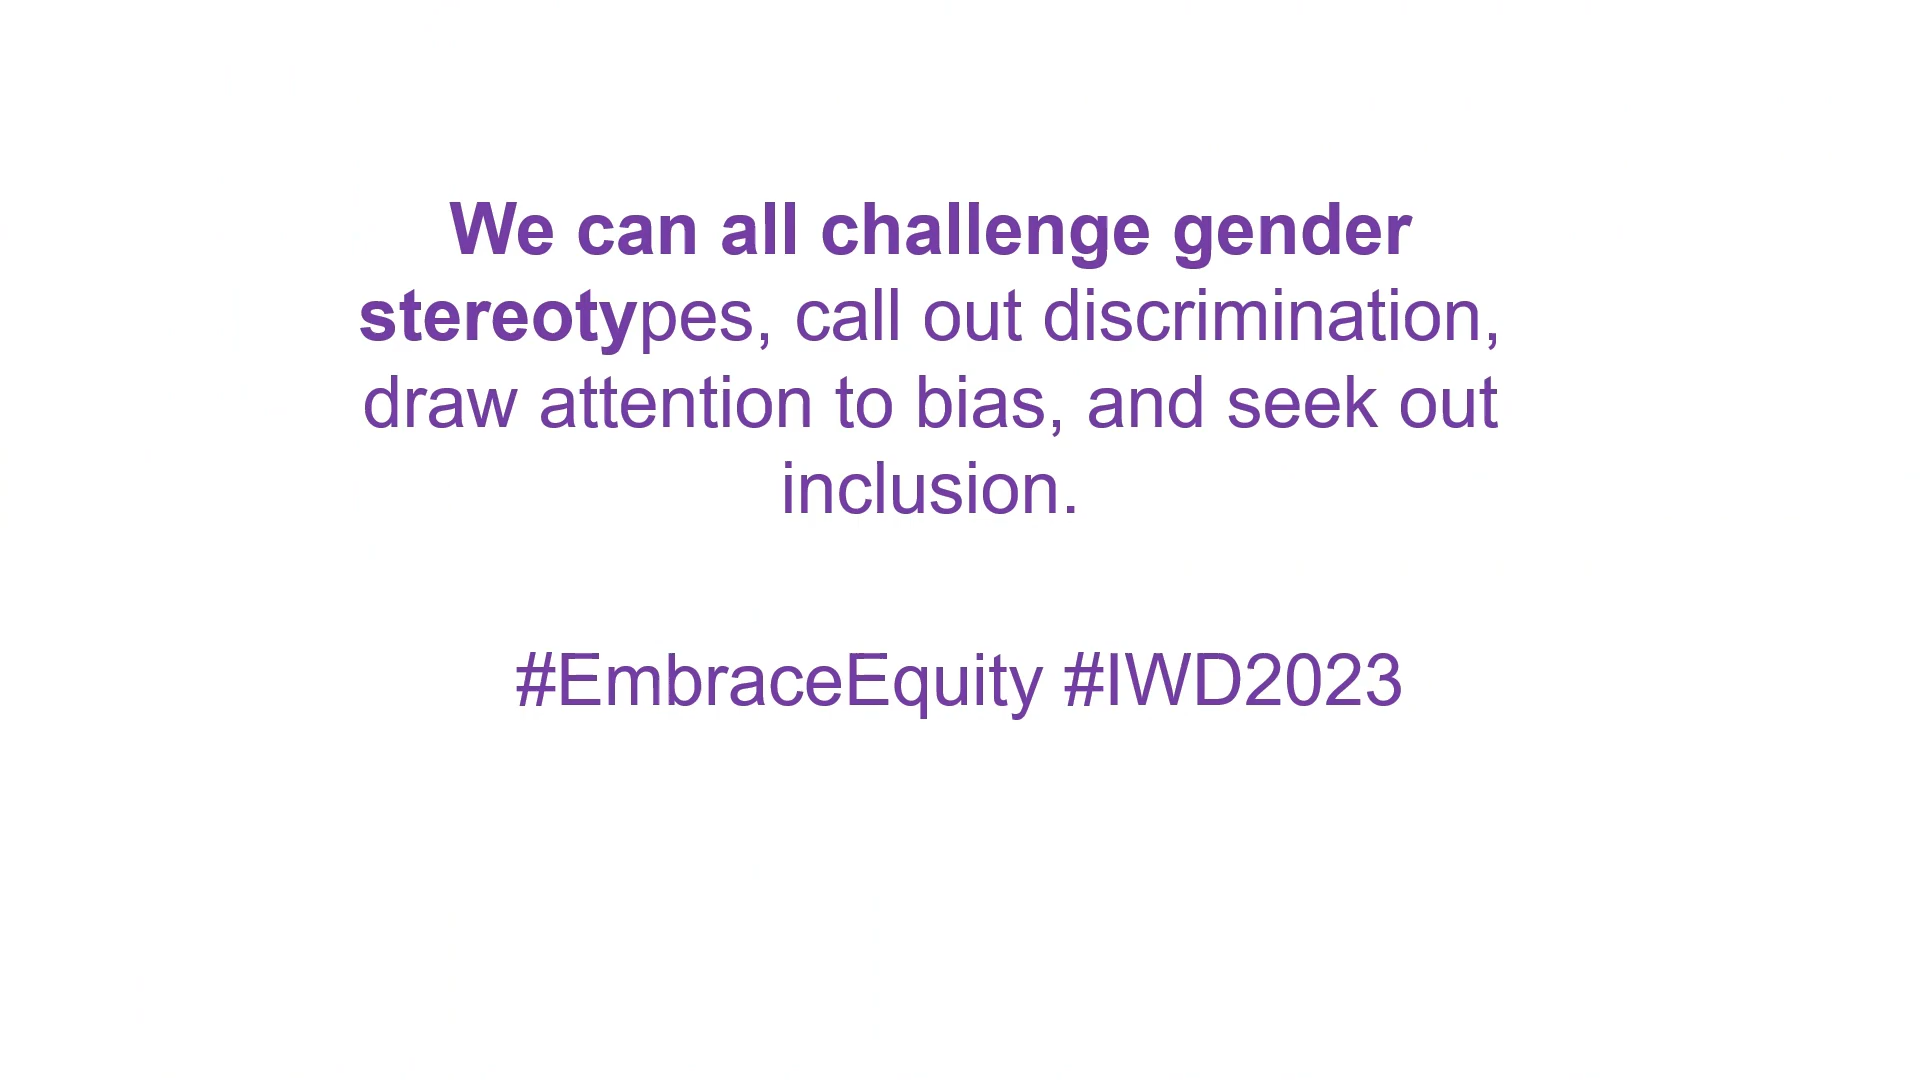 We can all challenge gender
stereotypes, call out discrimination,
draw attention to bias, and seek out
inclusion.
#EmbraceEquity #IWD2023